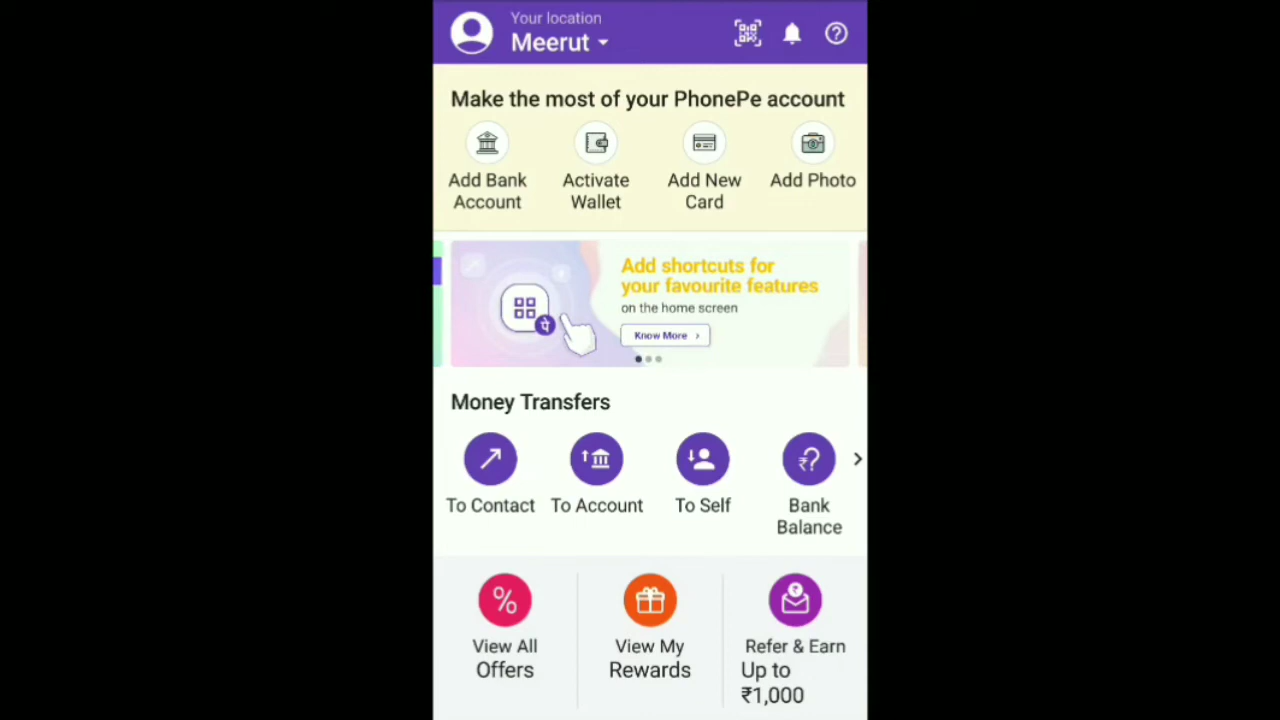 Your location
Meerut
Make the most of your PhonePe account
Add Bank Account
Activate Wallet
Add New Card
Add Photo
Add shortcuts for
your favourite features
on the home screen
पे
Know More
Money Transfers
To Contact
To Account
To Self
₹?
Bank Balance
%
View All Offers
View My Rewards
₹
Refer & Earn
Up to
₹1,000